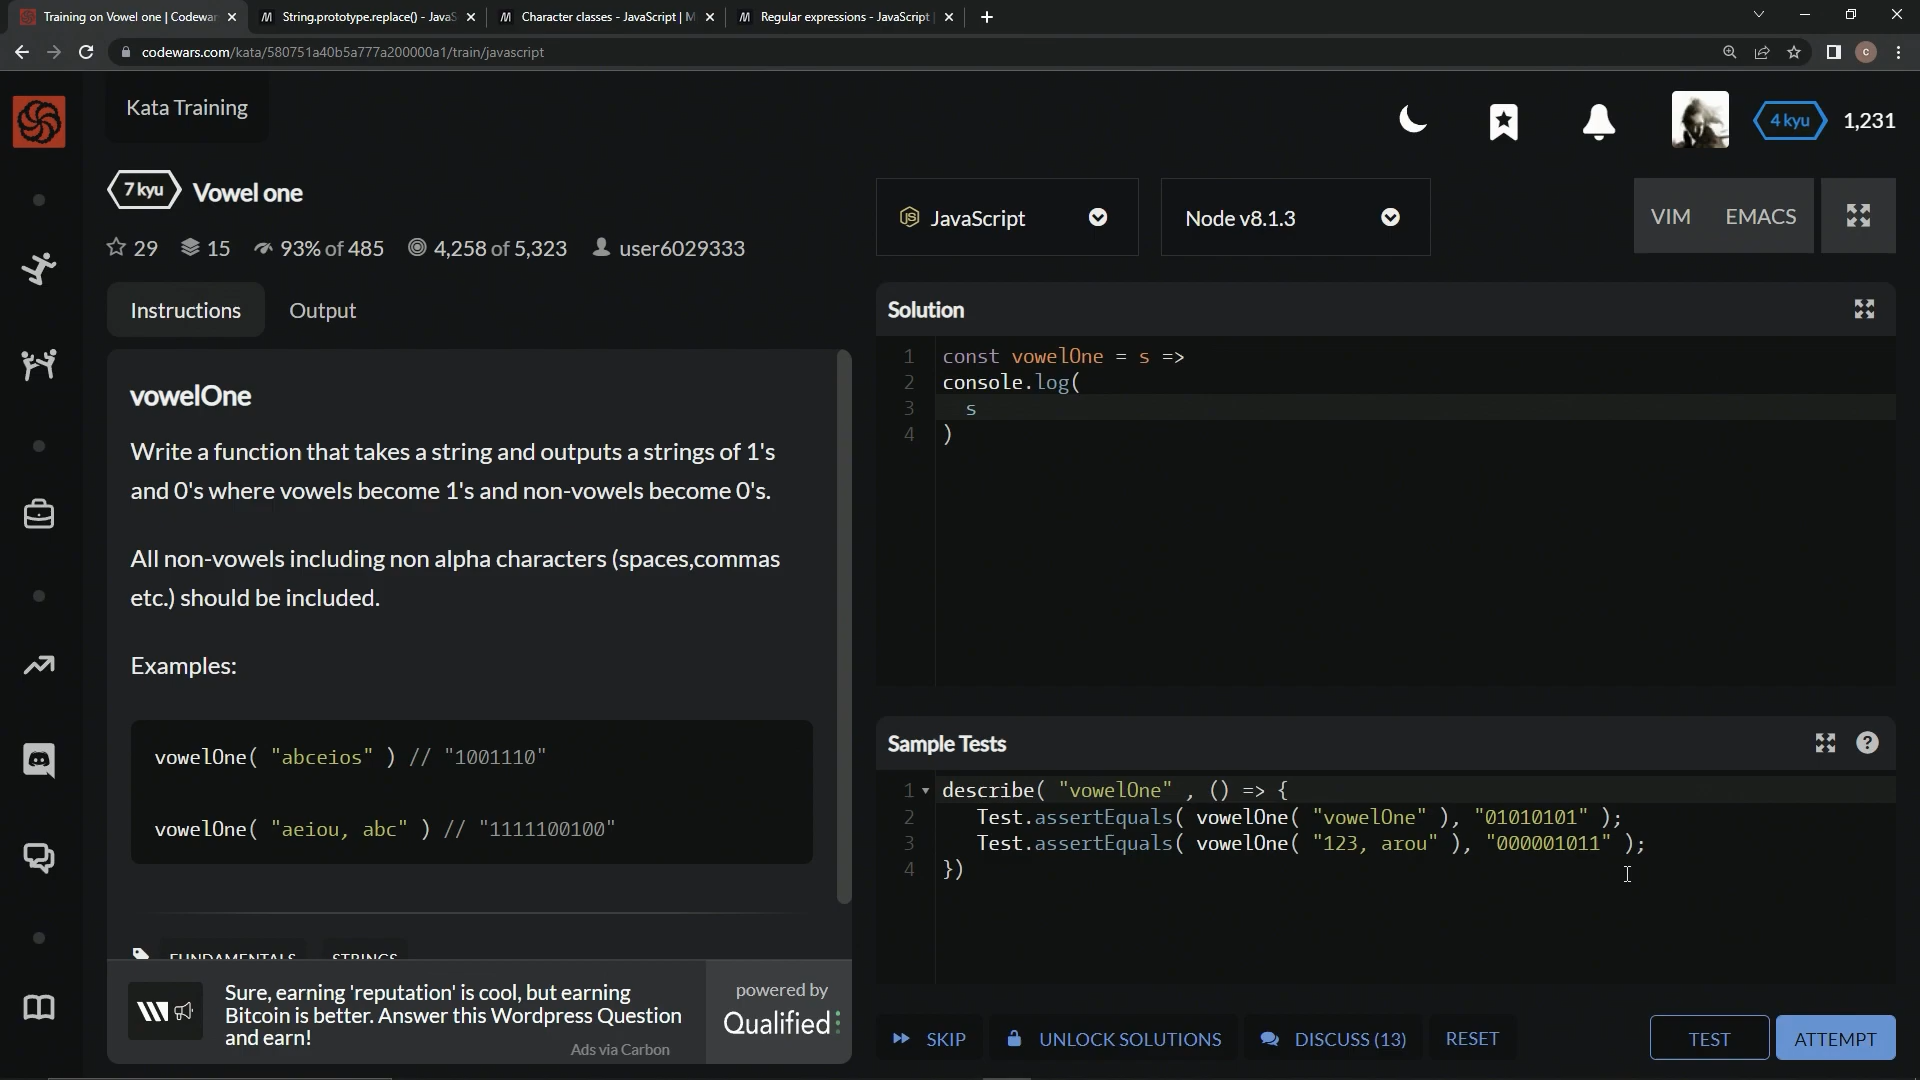 Training on Vowel one | Codewar
String.prototype.replace() - JavaS
Character classes - JavaScript | M
Regular expressions - JavaScript
codewars.com/kata/580751a40b5a777a200000a1/train/javascript
C
Kata Training
4 kyu
1,231
7 kyu
Vowel one
29
15
93% of 485
4,258 of 5,323
user6029333
JavaScript
Node v8.1.3
VIM
EMACS
Instructions
Output
Solution
1 const vowelOne = s =>
2 console.log(
3 s
4 )
vowelOne
Write a function that takes a string and outputs a strings of 1's
and 0's where vowels become 1's and non-vowels become 0's.
All non-vowels including non alpha characters (spaces,commas
etc.) should be included.
Examples:
vowelOne( "abceios" ) // "1001110"
vowelOne( "aeiou, abc" ) // "1111100100"
FUNDAMENTALS
STRINGS
Sure, earning 'reputation' is cool, but earning
Bitcoin is better. Answer this Wordpress Question
and earn!
Ads via Carbon
powered by
Qualified
Sample Tests
1 describe( "vowelOne" , () => {
2 Test.assertEquals( vowelOne( "vowelOne" ), "01010101" );
3 Test.assertEquals( vowelOne( "123, arou" ), "000001011" );
4 })
SKIP
UNLOCK SOLUTIONS
DISCUSS (13)
RESET
TEST
ATTEMPT